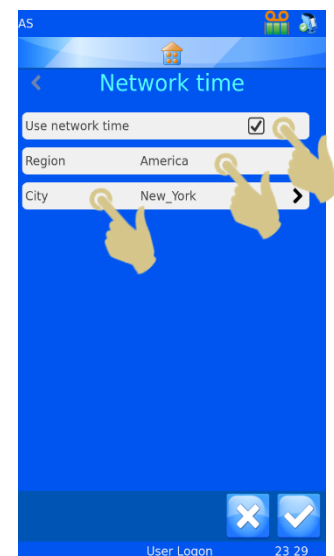 AS
Network time
Use network time
Region America
City New_York
User Logon 23 29